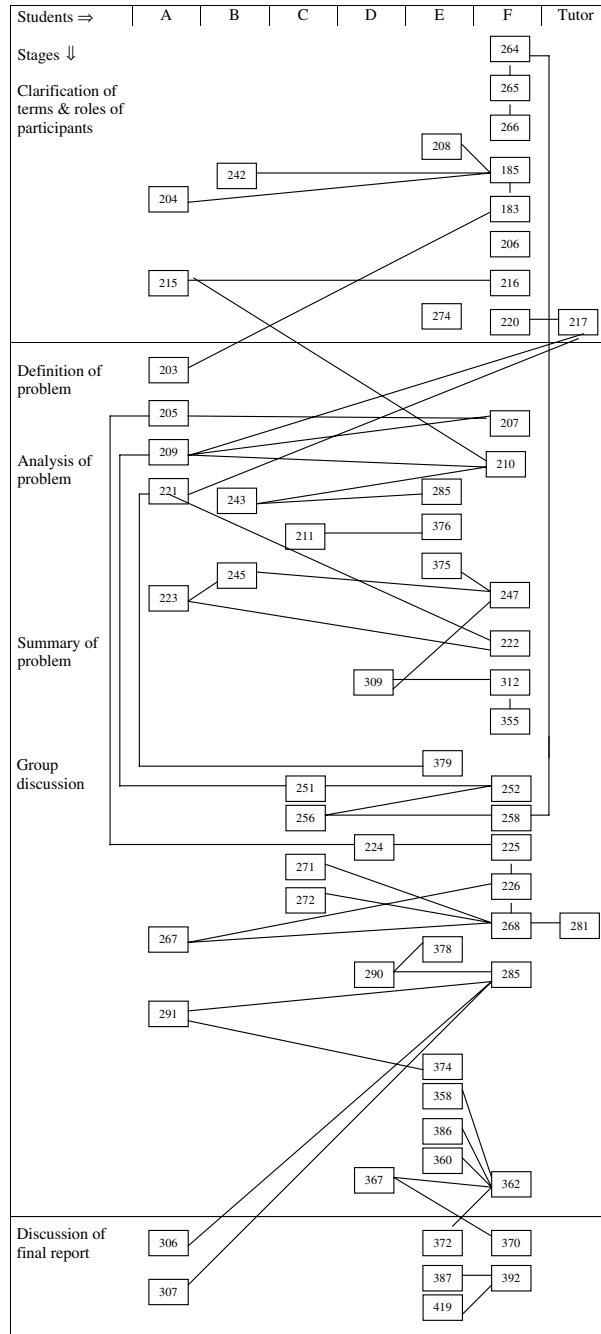 Students ⇒ A B C D E F Tutor
Stages ⇓ 264
Clarification of 265
terms & roles of
participants 266
208
242 185
204 183
206
215 216
274 220 217
Definition of 203
problem
205 207
Analysis of 209 210
problem
221 243 285
211 376
375
245 247
223
Summary of 222
problem
309 312
355
Group 379
discussion
251 252
256 258
224 225
271 226
272
267 268 281
378
290 285
291
374
358
386
360
367 362
Discussion of 306 372 370
final report
307 387 392
419